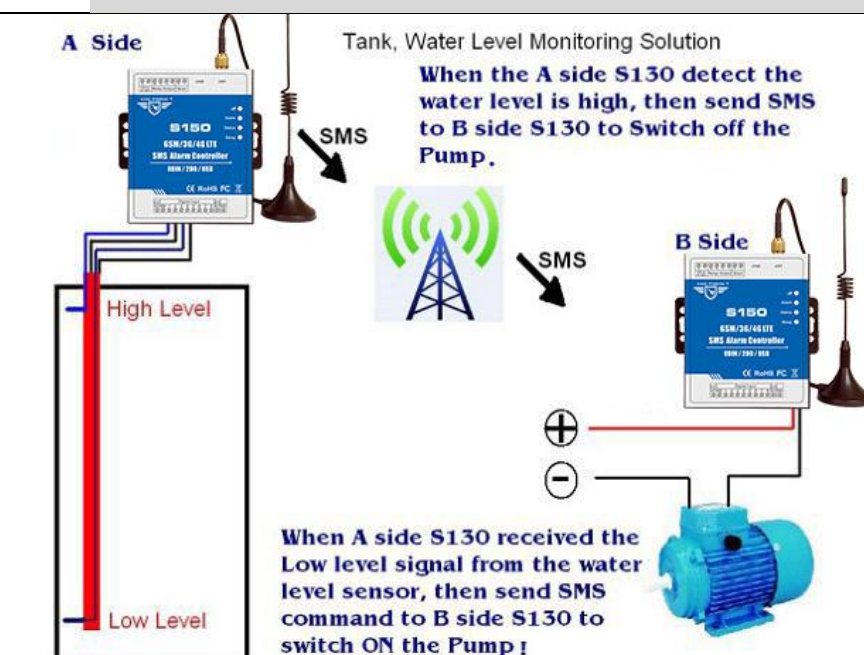 A Side
Tank, Water Level Monitoring Solution
When the A side S130 detect the
water level is high, then send SMS
to B side S130 to Switch off the
Pump.
S150
GSM/3G/4G LTE
SMS Alarm Controller
SMS
High Level
SMS
B Side
S150
GSM/3G/4G LTE
SMS Alarm Controller
When A side S130 received the
Low level signal from the water
level sensor, then send SMS
command to B side S130 to
switch ON the Pump!
Low Level